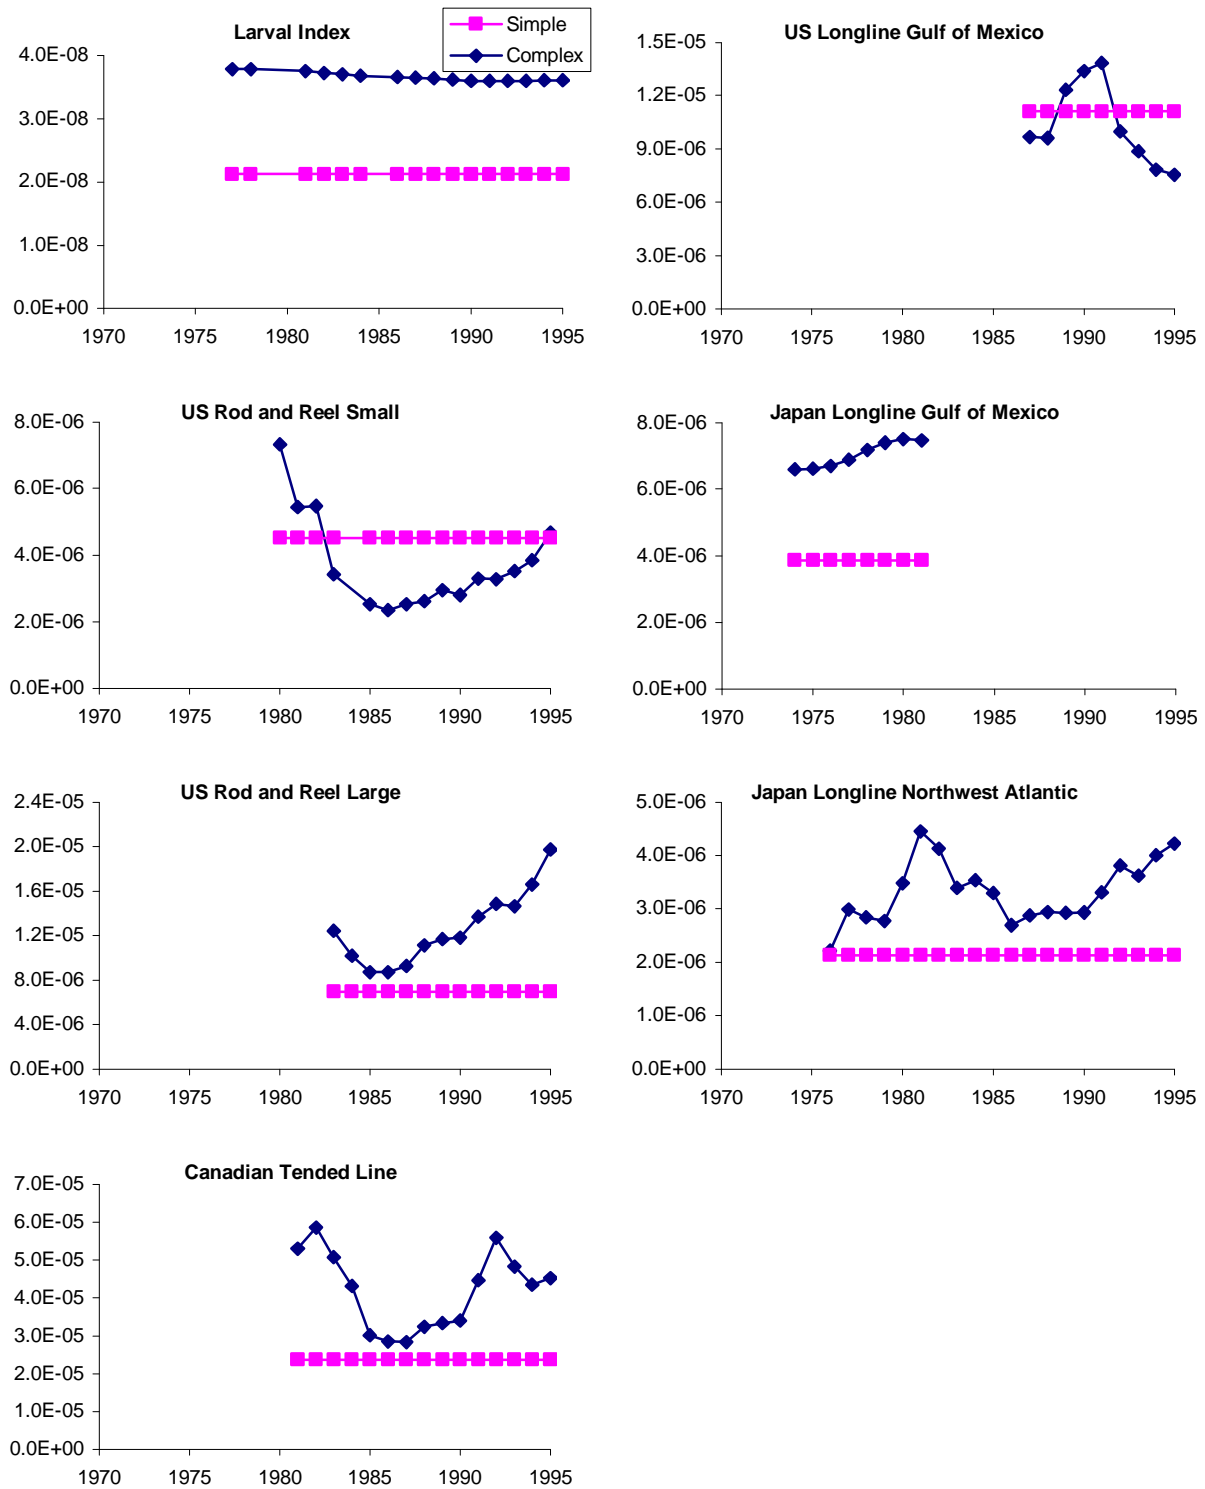 Larval Index
Simple
Complex
4.0E-08
3.0E-08
2.0E-08
1.0E-08
0.0E+00
1970 1975 1980 1985 1990 1995
US Longline Gulf of Mexico
1.5E-05
1.2E-05
9.0E-06
6.0E-06
3.0E-06
0.0E+00
1970 1975 1980 1985 1990 1995
US Rod and Reel Small
8.0E-06
6.0E-06
4.0E-06
2.0E-06
0.0E+00
1970 1975 1980 1985 1990 1995
Japan Longline Gulf of Mexico
8.0E-06
6.0E-06
4.0E-06
2.0E-06
0.0E+00
1970 1975 1980 1985 1990 1995
US Rod and Reel Large
2.4E-05
2.0E-05
1.6E-05
1.2E-05
8.0E-06
4.0E-06
0.0E+00
1970 1975 1980 1985 1990 1995
Japan Longline Northwest Atlantic
5.0E-06
4.0E-06
3.0E-06
2.0E-06
1.0E-06
0.0E+00
1970 1975 1980 1985 1990 1995
Canadian Tended Line
7.0E-05
6.0E-05
5.0E-05
4.0E-05
3.0E-05
2.0E-05
1.0E-05
0.0E+00
1970 1975 1980 1985 1990 1995